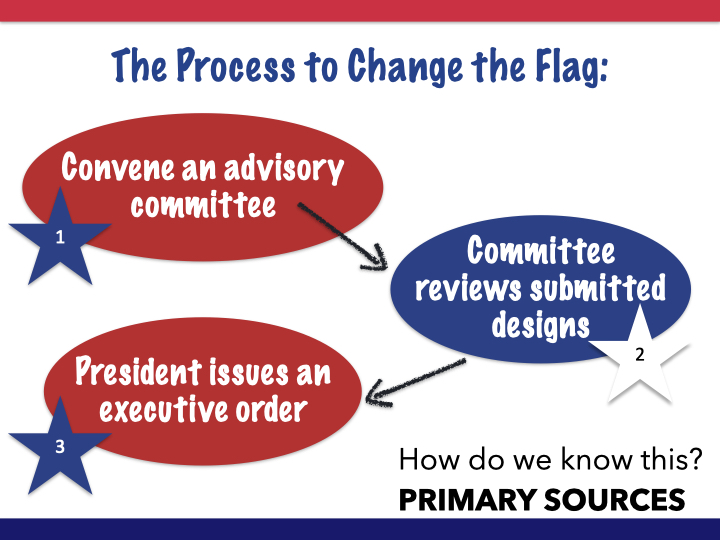 The Process to Change the Flag:
Convene an advisory
committee
1
Committee
reviews submitted
designs
2
President issues an
executive order
3
How do we know this?
PRIMARY SOURCES